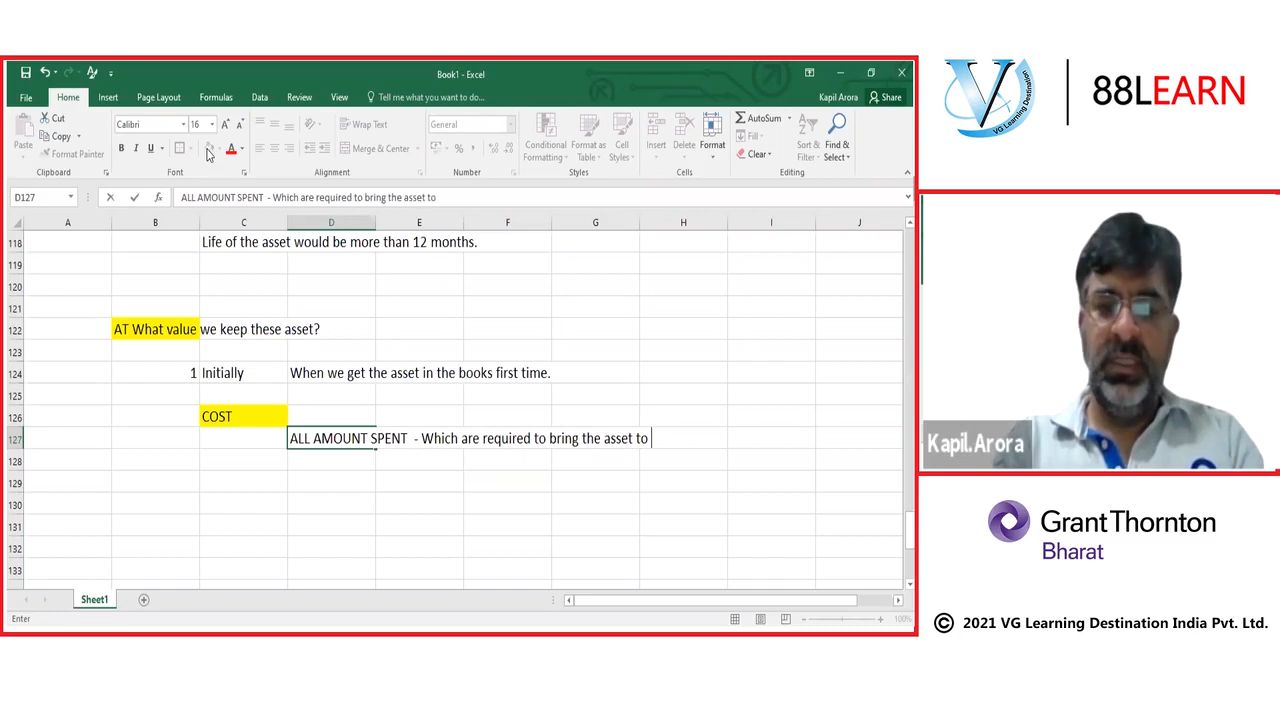 Book1 - Excel
File Home Insert Page Layout Formulas Data Review View Tell me what you want to do... Kapil Arora Share
Cut
Copy
Format Painter
Paste
Clipboard
Calibri 16
B I U A
Font
Wrap Text
Merge & Center
Alignment
General
%
Number
Conditional Formatting
Format as Table
Cell Styles
Styles
Insert Delete Format
Cells
AutoSum
Fill
Clear
Sort & Filter
Find & Select
Editing
D127 fx ALL AMOUNT SPENT - Which are required to bring the asset to
A B C D E F G H I J
118 Life of the asset would be more than 12 months.
119
120
121
122 AT What value we keep these asset?
123
124 1 Initially When we get the asset in the books first time.
125
126 COST
127 ALL AMOUNT SPENT - Which are required to bring the asset to
128
129
130
131
132
133
Sheet1
Enter
100%
V
VG Learning Destination
88LEARN
Kapil.Arora
Grant Thornton
Bharat
© 2021 VG Learning Destination India Pvt. Ltd.